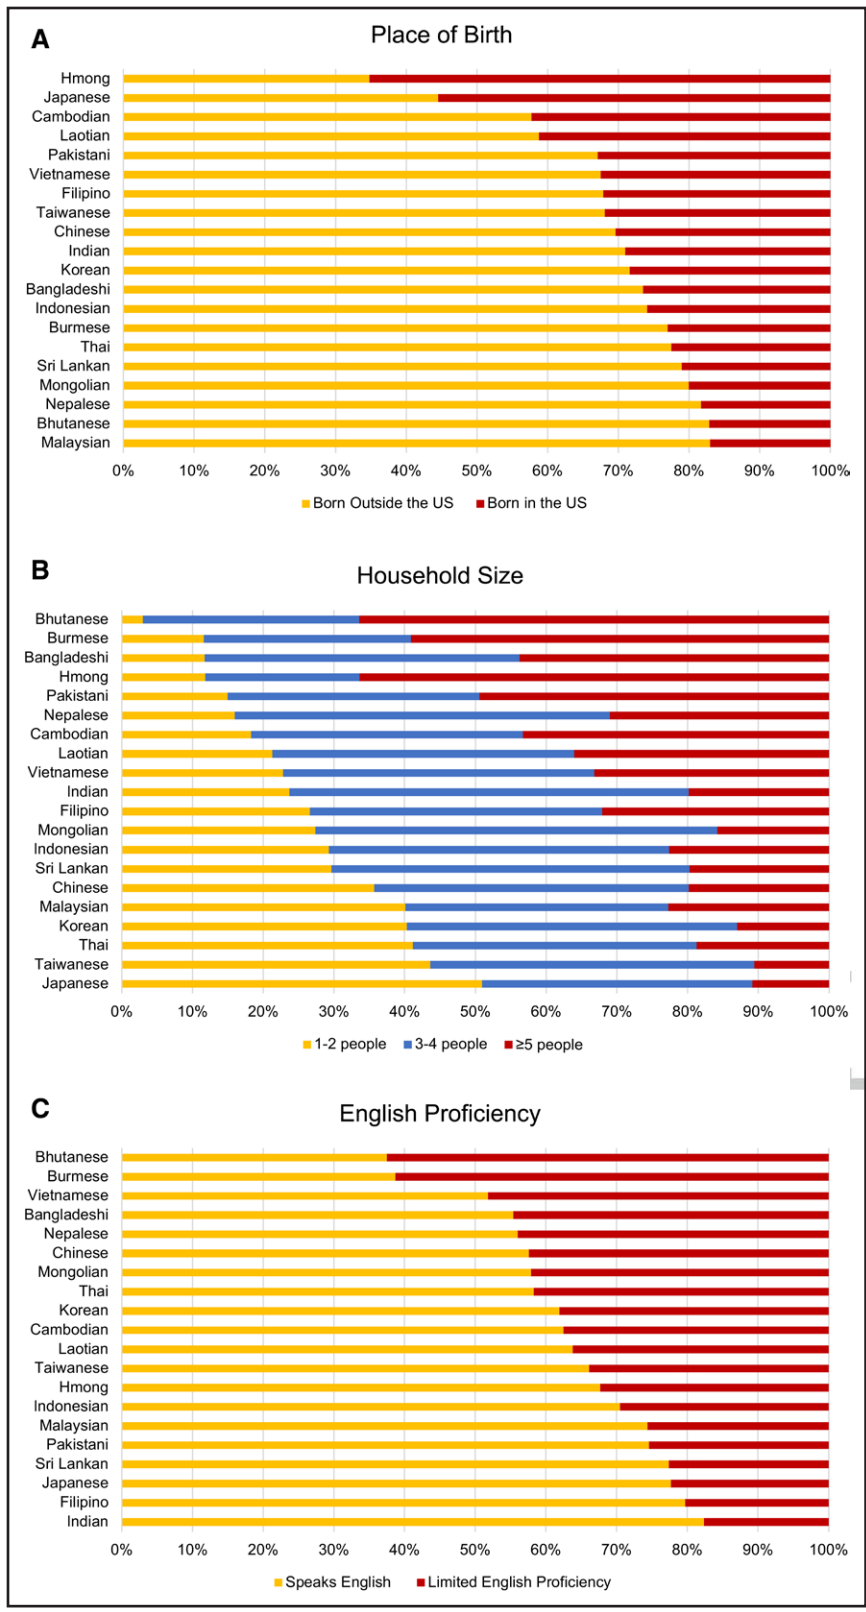 A
Place of Birth
Hmong
Japanese
Cambodian
Laotian
Pakistani
Vietnamese
Filipino
Taiwanese
Chinese
Indian
Korean
Bangladeshi
Indonesian
Burmese
Thai
Sri Lankan
Mongolian
Nepalese
Bhutanese
Malaysian
0% 10% 20% 30% 40% 50% 60% 70% 80% 90% 100%
Born Outside the US Born in the US
B
Household Size
Bhutanese
Burmese
Bangladeshi
Hmong
Pakistani
Nepalese
Cambodian
Laotian
Vietnamese
Indian
Filipino
Mongolian
Indonesian
Sri Lankan
Chinese
Malaysian
Korean
Thai
Taiwanese
Japanese
0% 10% 20% 30% 40% 50% 60% 70% 80% 90% 100%
1-2 people 3-4 people ≥5 people
C
English Proficiency
Bhutanese
Burmese
Vietnamese
Bangladeshi
Nepalese
Chinese
Mongolian
Thai
Korean
Cambodian
Laotian
Taiwanese
Hmong
Indonesian
Malaysian
Pakistani
Sri Lankan
Japanese
Filipino
Indian
0% 10% 20% 30% 40% 50% 60% 70% 80% 90% 100%
Speaks English Limited English Proficiency